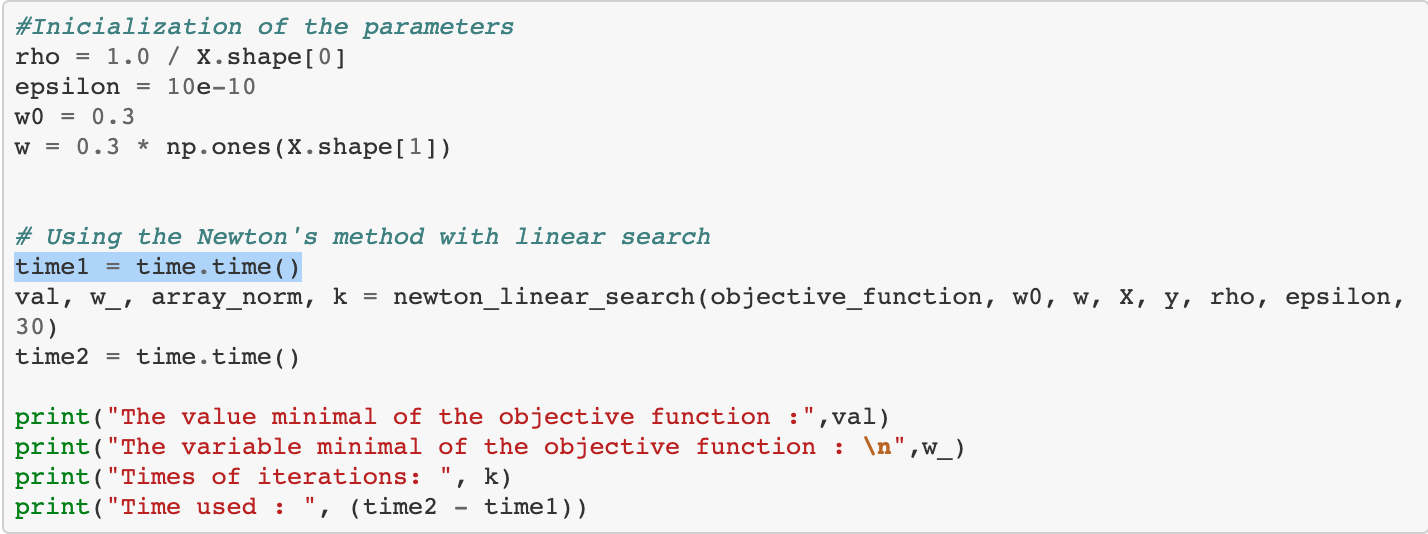 #Inicialization of the parameters
rho = 1.0 / X.shape[0]
epsilon = 10e-10
w0 = 0.3
w = 0.3 * np.ones(X.shape[1])
# Using the Newton's method with linear search
time1 = time.time()
val, w_, array_norm, k = newton_linear_search(objective_function, w0, w, X, y, rho, epsilon,
30)
time2 = time.time()
print("The value minimal of the objective function :",val)
print("The variable minimal of the objective function : \n",w_)
print("Times of iterations: ", k)
print("Time used : ", (time2 - time1))